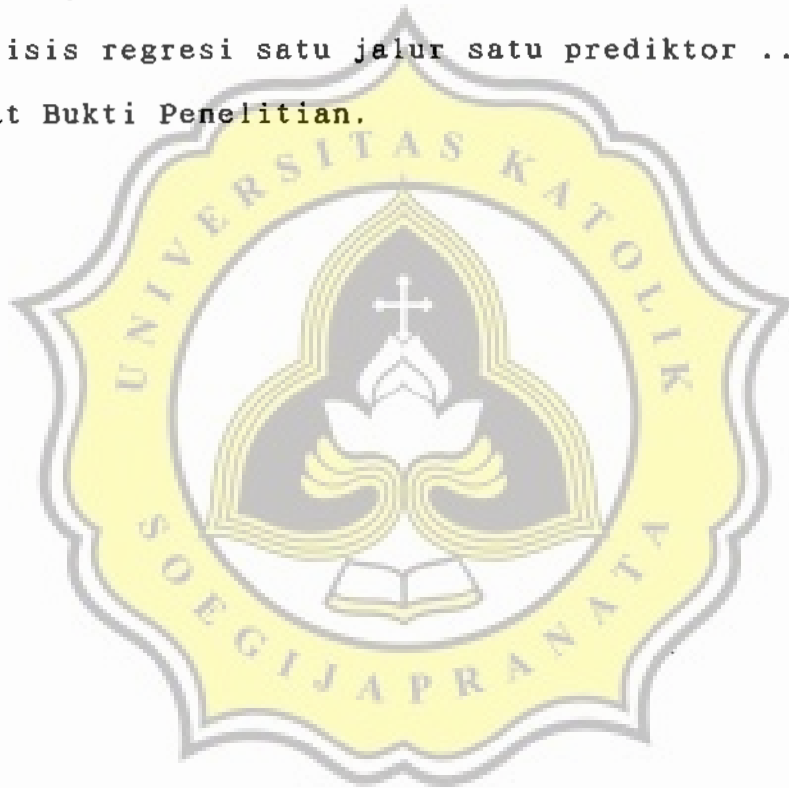 isis regresi satu jalur satu prediktor ..
t Bukti Penelitian.
UNIVERSITAS KATOLIK
SOEGIJAPRANATA